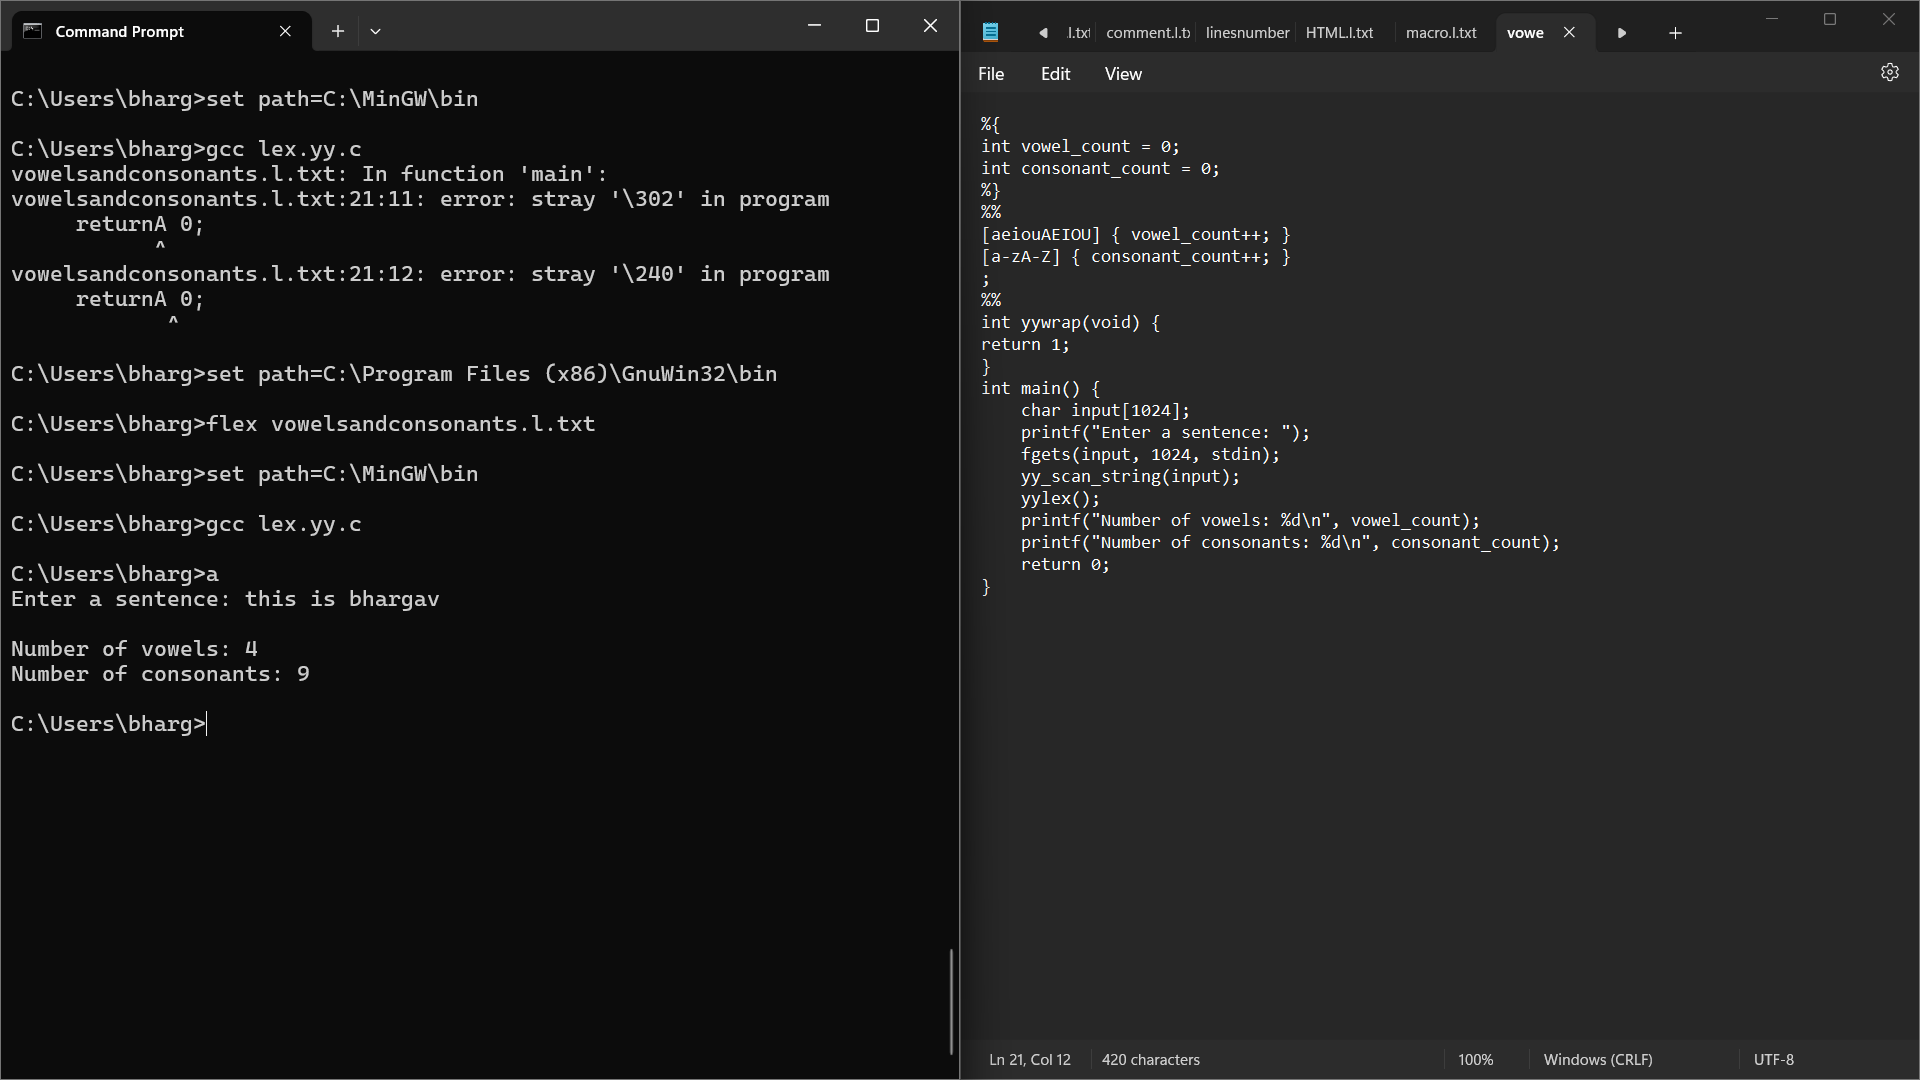 Command Prompt
C:\Users\bharg>set path=C:\MinGW\bin
C:\Users\bharg>gcc lex.yy.c
vowelsandconsonants.l.txt: In function 'main':
vowelsandconsonants.l.txt:21:11: error: stray '\302' in program
     returnA 0;
           ^
vowelsandconsonants.l.txt:21:12: error: stray '\240' in program
     returnA 0;
            ^
C:\Users\bharg>set path=C:\Program Files (x86)\GnuWin32\bin
C:\Users\bharg>flex vowelsandconsonants.l.txt
C:\Users\bharg>set path=C:\MinGW\bin
C:\Users\bharg>gcc lex.yy.c
C:\Users\bharg>a
Enter a sentence: this is bhargav
Number of vowels: 4
Number of consonants: 9
C:\Users\bharg>
.l.txt comment.l.t linesnumber HTML.l.txt macro.l.txt vowe
File Edit View
%{
int vowel_count = 0;
int consonant_count = 0;
%}
%%
[aeiouAEIOU] { vowel_count++; }
[a-zA-Z] { consonant_count++; }
;
%%
int yywrap(void) {
return 1;
}
int main() {
    char input[1024];
    printf("Enter a sentence: ");
    fgets(input, 1024, stdin);
    yy_scan_string(input);
    yylex();
    printf("Number of vowels: %d\n", vowel_count);
    printf("Number of consonants: %d\n", consonant_count);
    return 0;
}
Ln 21, Col 12 420 characters 100% Windows (CRLF) UTF-8